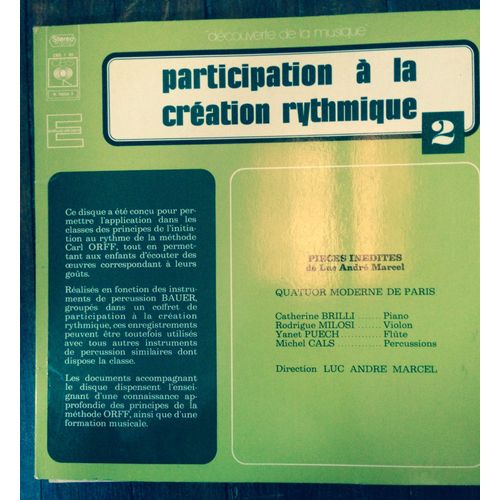 Stereo
"découverte de la musique"
CBS
participation à la
création rythmique
2
E
Ce disque a été conçu pour per-
mettre l'application dans les
classes des principes de l'initia-
tion au rythme de la méthode
Carl ORFF, tout en permet-
tant aux enfants d'écouter des
œuvres correspondant à leurs
goûts.
Réalisés en fonction des instru-
ments de percussion BAUER,
groupés dans un coffret de
participation à la création
rythmique, ces enregistrements
peuvent être toutefois utilisés
avec tous autres instruments
de percussion similaires dont
dispose la classe.
Les documents accompagnant
le disque dispensent l'ensei-
gnant d'une connaissance ap-
profondie des principes de la
méthode ORFF, ainsi que d'une
formation musicale.
PIECES INEDITES
de Luc André Marcel
QUATUOR MODERNE DE PARIS
Catherine BRILLI ...... Piano
Rodrigue MILOSI ...... Violon
Yanet PUECH ............ Flûte
Michel CALS .......... Percussions
Direction LUC ANDRE MARCEL